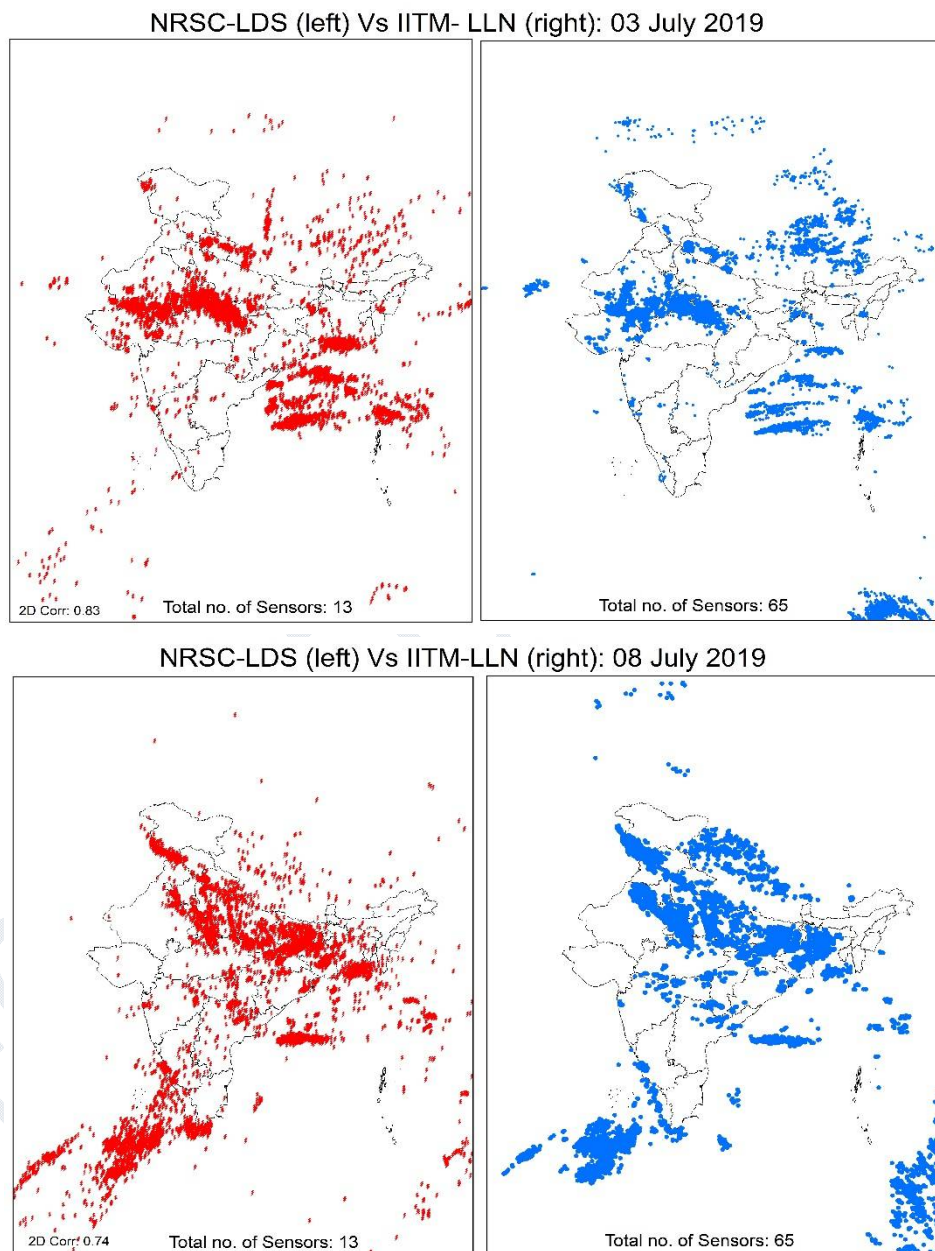 NRSC-LDS (left) Vs IITM- LLN (right): 03 July 2019
2D Corr: 0.83
Total no. of Sensors: 13
Total no. of Sensors: 65
NRSC-LDS (left) Vs IITM-LLN (right): 08 July 2019
2D Corr: 0.74
Total no. of Sensors: 13
Total no. of Sensors: 65